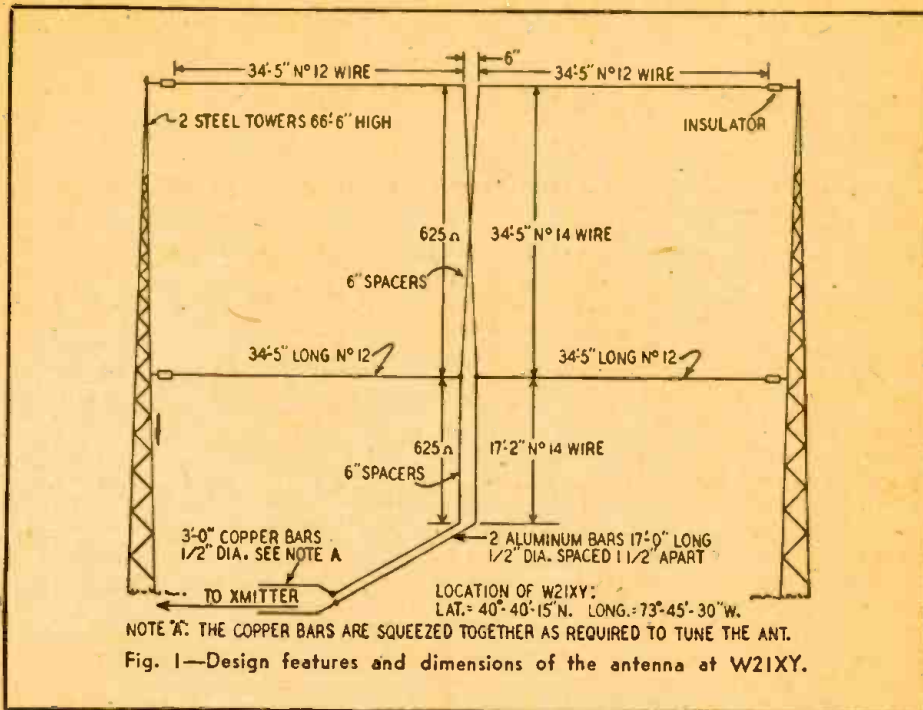 34'-5" Nº 12 WIRE
6"
34'-5" Nº 12 WIRE
2 STEEL TOWERS 66'-6" HIGH
INSULATOR
625 Ω
34'-5" Nº 14 WIRE
6" SPACERS
34'-5" LONG Nº 12
34'-5" LONG Nº 12
625 Ω
17'-2" Nº 14 WIRE
6" SPACERS
3'-0" COPPER BARS
1/2" DIA. SEE NOTE A
2 ALUMINUM BARS 17'-0" LONG
1/2" DIA. SPACED 1 1/2" APART
TO XMITTER
LOCATION OF W2IXY:
LAT.= 40°-40'-15"N. LONG.= 73°-45'-30"W.
NOTE "A": THE COPPER BARS ARE SQUEEZED TOGETHER AS REQUIRED TO TUNE THE ANT.
Fig. 1—Design features and dimensions of the antenna at W2IXY.